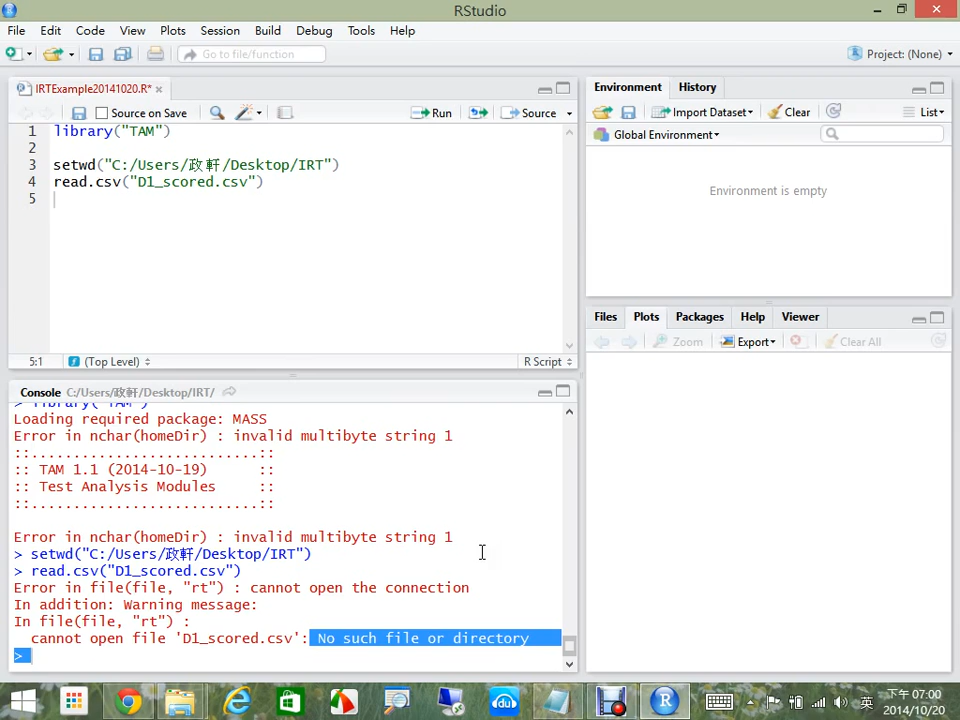 RStudio
File Edit Code View Plots Session Build Debug Tools Help
Go to file/function
Project: (None)
IRTExample20141020.R*
Source on Save
Run
Source
1 library("TAM")
2
3 setwd("C:/Users/政軒/Desktop/IRT")
4 read.csv("D1_scored.csv")
5
5:1 (Top Level) R Script
Console C:/Users/政軒/Desktop/IRT/
> library("TAM")
Loading required package: MASS
Error in nchar(homeDir) : invalid multibyte string 1
::..........................::
:: TAM 1.1 (2014-10-19) ::
:: Test Analysis Modules ::
::..........................::
Error in nchar(homeDir) : invalid multibyte string 1
> setwd("C:/Users/政軒/Desktop/IRT")
> read.csv("D1_scored.csv")
Error in file(file, "rt") : cannot open the connection
In addition: Warning message:
In file(file, "rt") :
cannot open file 'D1_scored.csv': No such file or directory
>
Environment History
Import Dataset Clear List
Global Environment
Environment is empty
Files Plots Packages Help Viewer
Zoom Export Clear All
du
英
下午 07:00
2014/10/20